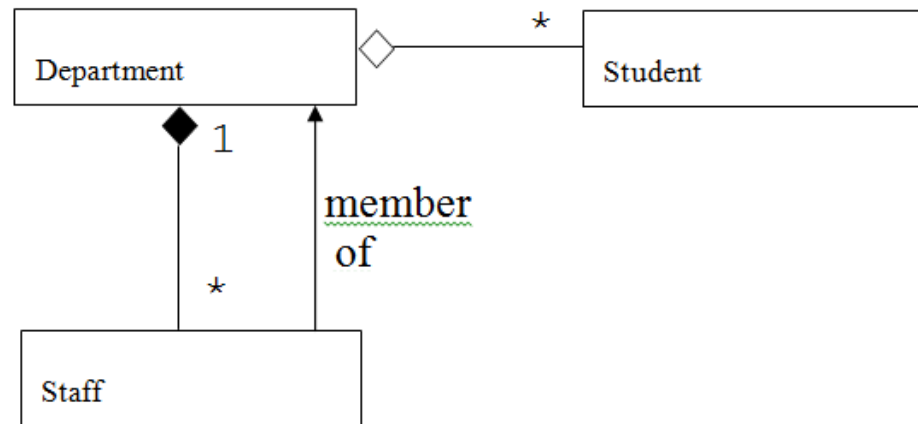 *
Department
Student
1
member
of
*
Staff